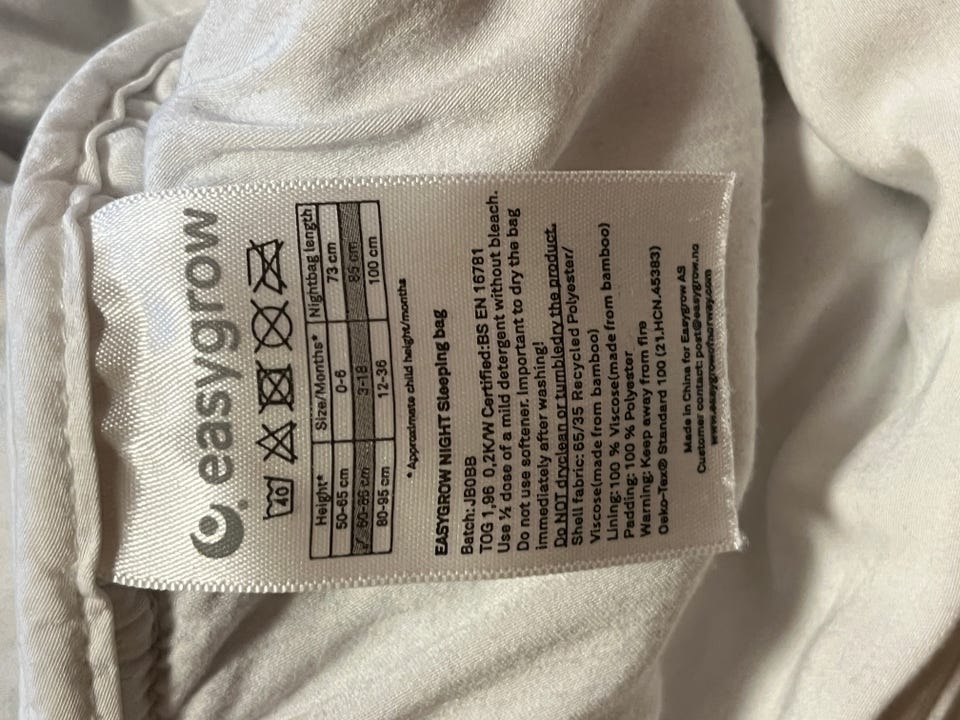 easygrow
40
Height* Size/Months* Nightbag length
50-65 cm 0-6 73 cm
60-86 cm 3-18 85 cm
80-95 cm 12-36 100 cm
* Approximate child height/months
EASYGROW NIGHT Sleeping bag
Batch: JB0BB
TOG 1,96 0,2K/W Certified:BS EN 16781
Use ½ dose of a mild detergent without bleach.
Do not use softener. Important to dry the bag
immediately after washing!
Do NOT dryclean or tumbledry the product.
Shell fabric: 65/35 Recycled Polyester/
Viscose(made from bamboo)
Lining:100 % Viscose(made from bamboo)
Padding: 100 % Polyester
Warning: Keep away from fire
Oeko-Tex® Standard 100 (21.HCN.45383)
Made in China for Easygrow AS
Customer contact: post@easygrow.no
www.easygrowofnorway.com